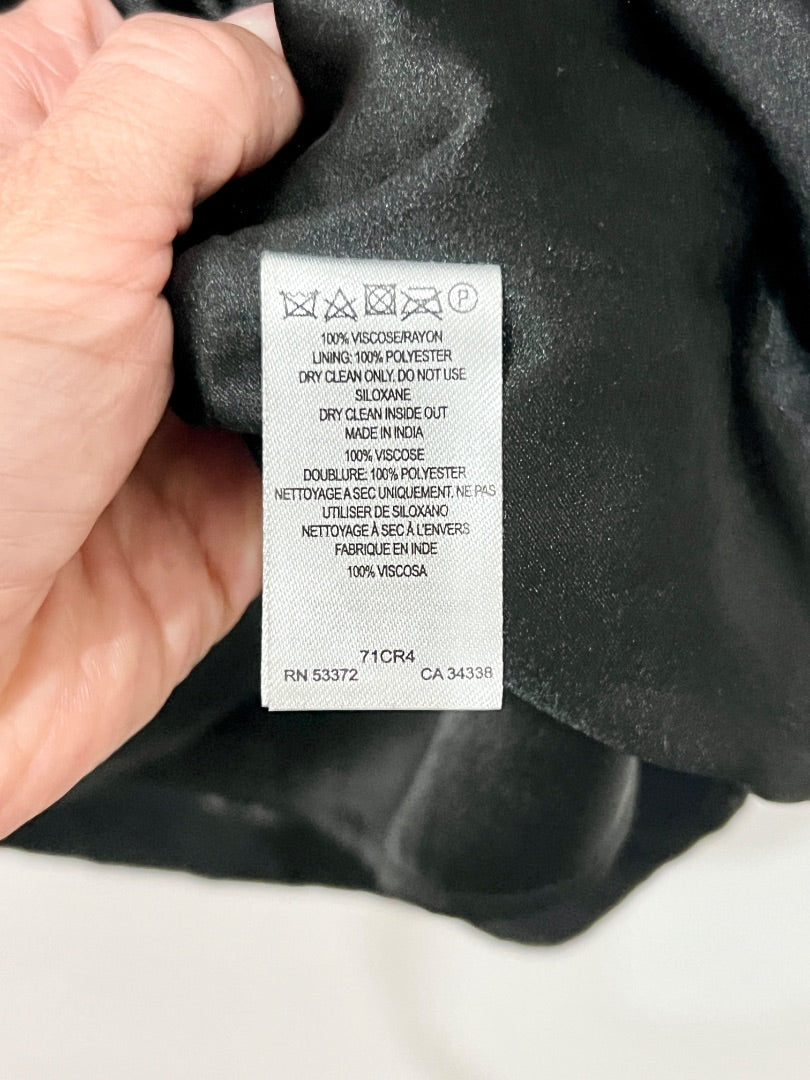 P
100% VISCOSE/RAYON
LINING: 100% POLYESTER
DRY CLEAN ONLY. DO NOT USE
SILOXANE
DRY CLEAN INSIDE OUT
MADE IN INDIA
100% VISCOSE
DOUBLURE: 100% POLYESTER
NETTOYAGE A SEC UNIQUEMENT. NE PAS
UTILISER DE SILOXANO
NETTOYAGE À SEC À L'ENVERS
FABRIQUE EN INDE
100% VISCOSA
71CR4
RN 53372 CA 34338